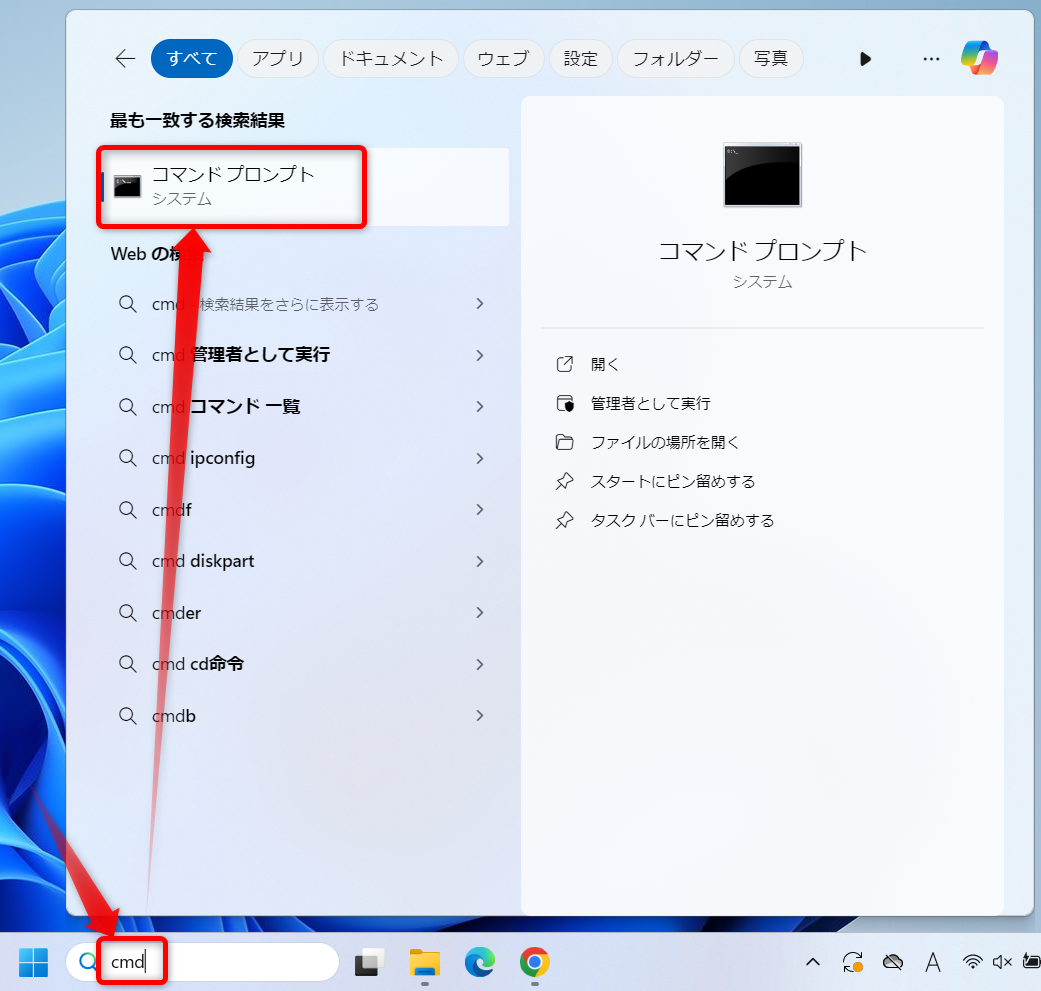 すべて アプリ ドキュメント ウェブ 設定 フォルダー 写真 ...
最も一致する検索結果
コマンド プロンプト
システム
Web の検索
cmd - 検索結果をさらに表示する
cmd 管理者として実行
cmd コマンド 一覧
cmd ipconfig
cmdf
cmd diskpart
cmder
cmd cd命令
cmdb
コマンド プロンプト
システム
開く
管理者として実行
ファイルの場所を開く
スタートにピン留めする
タスク バーにピン留めする
cmd
A